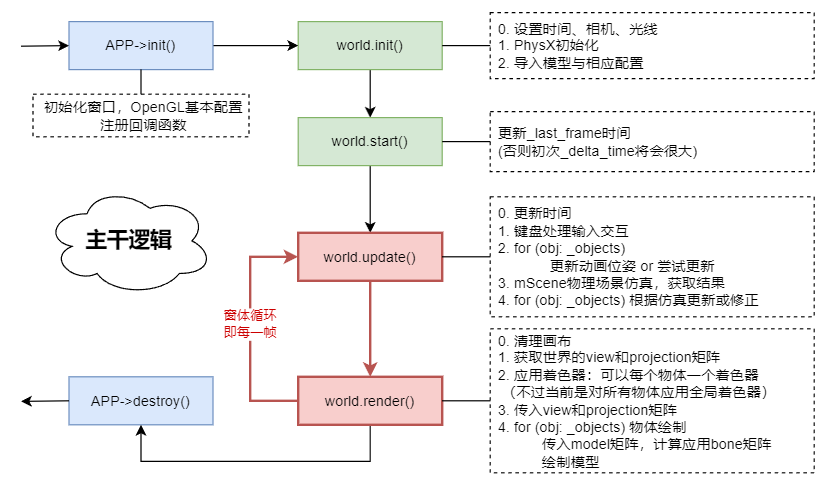 APP->init()
world.init()
0. 设置时间、相机、光线
1. PhysX初始化
2. 导入模型与相应配置
初始化窗口，OpenGL基本配置
注册回调函数
world.start()
更新_last_frame时间
(否则初次_delta_time将会很大)
主干逻辑
world.update()
0. 更新时间
1. 键盘处理输入交互
2. for (obj: _objects)
更新动画位姿 or 尝试更新
3. mScene物理场景仿真，获取结果
4. for (obj: _objects) 根据仿真更新或修正
窗体循环
即每一帧
APP->destroy()
world.render()
0. 清理画布
1. 获取世界的view和projection矩阵
2. 应用着色器：可以每个物体一个着色器
（不过当前是对所有物体应用全局着色器）
3. 传入view和projection矩阵
4. for (obj: _objects) 物体绘制
传入model矩阵，计算应用bone矩阵
绘制模型